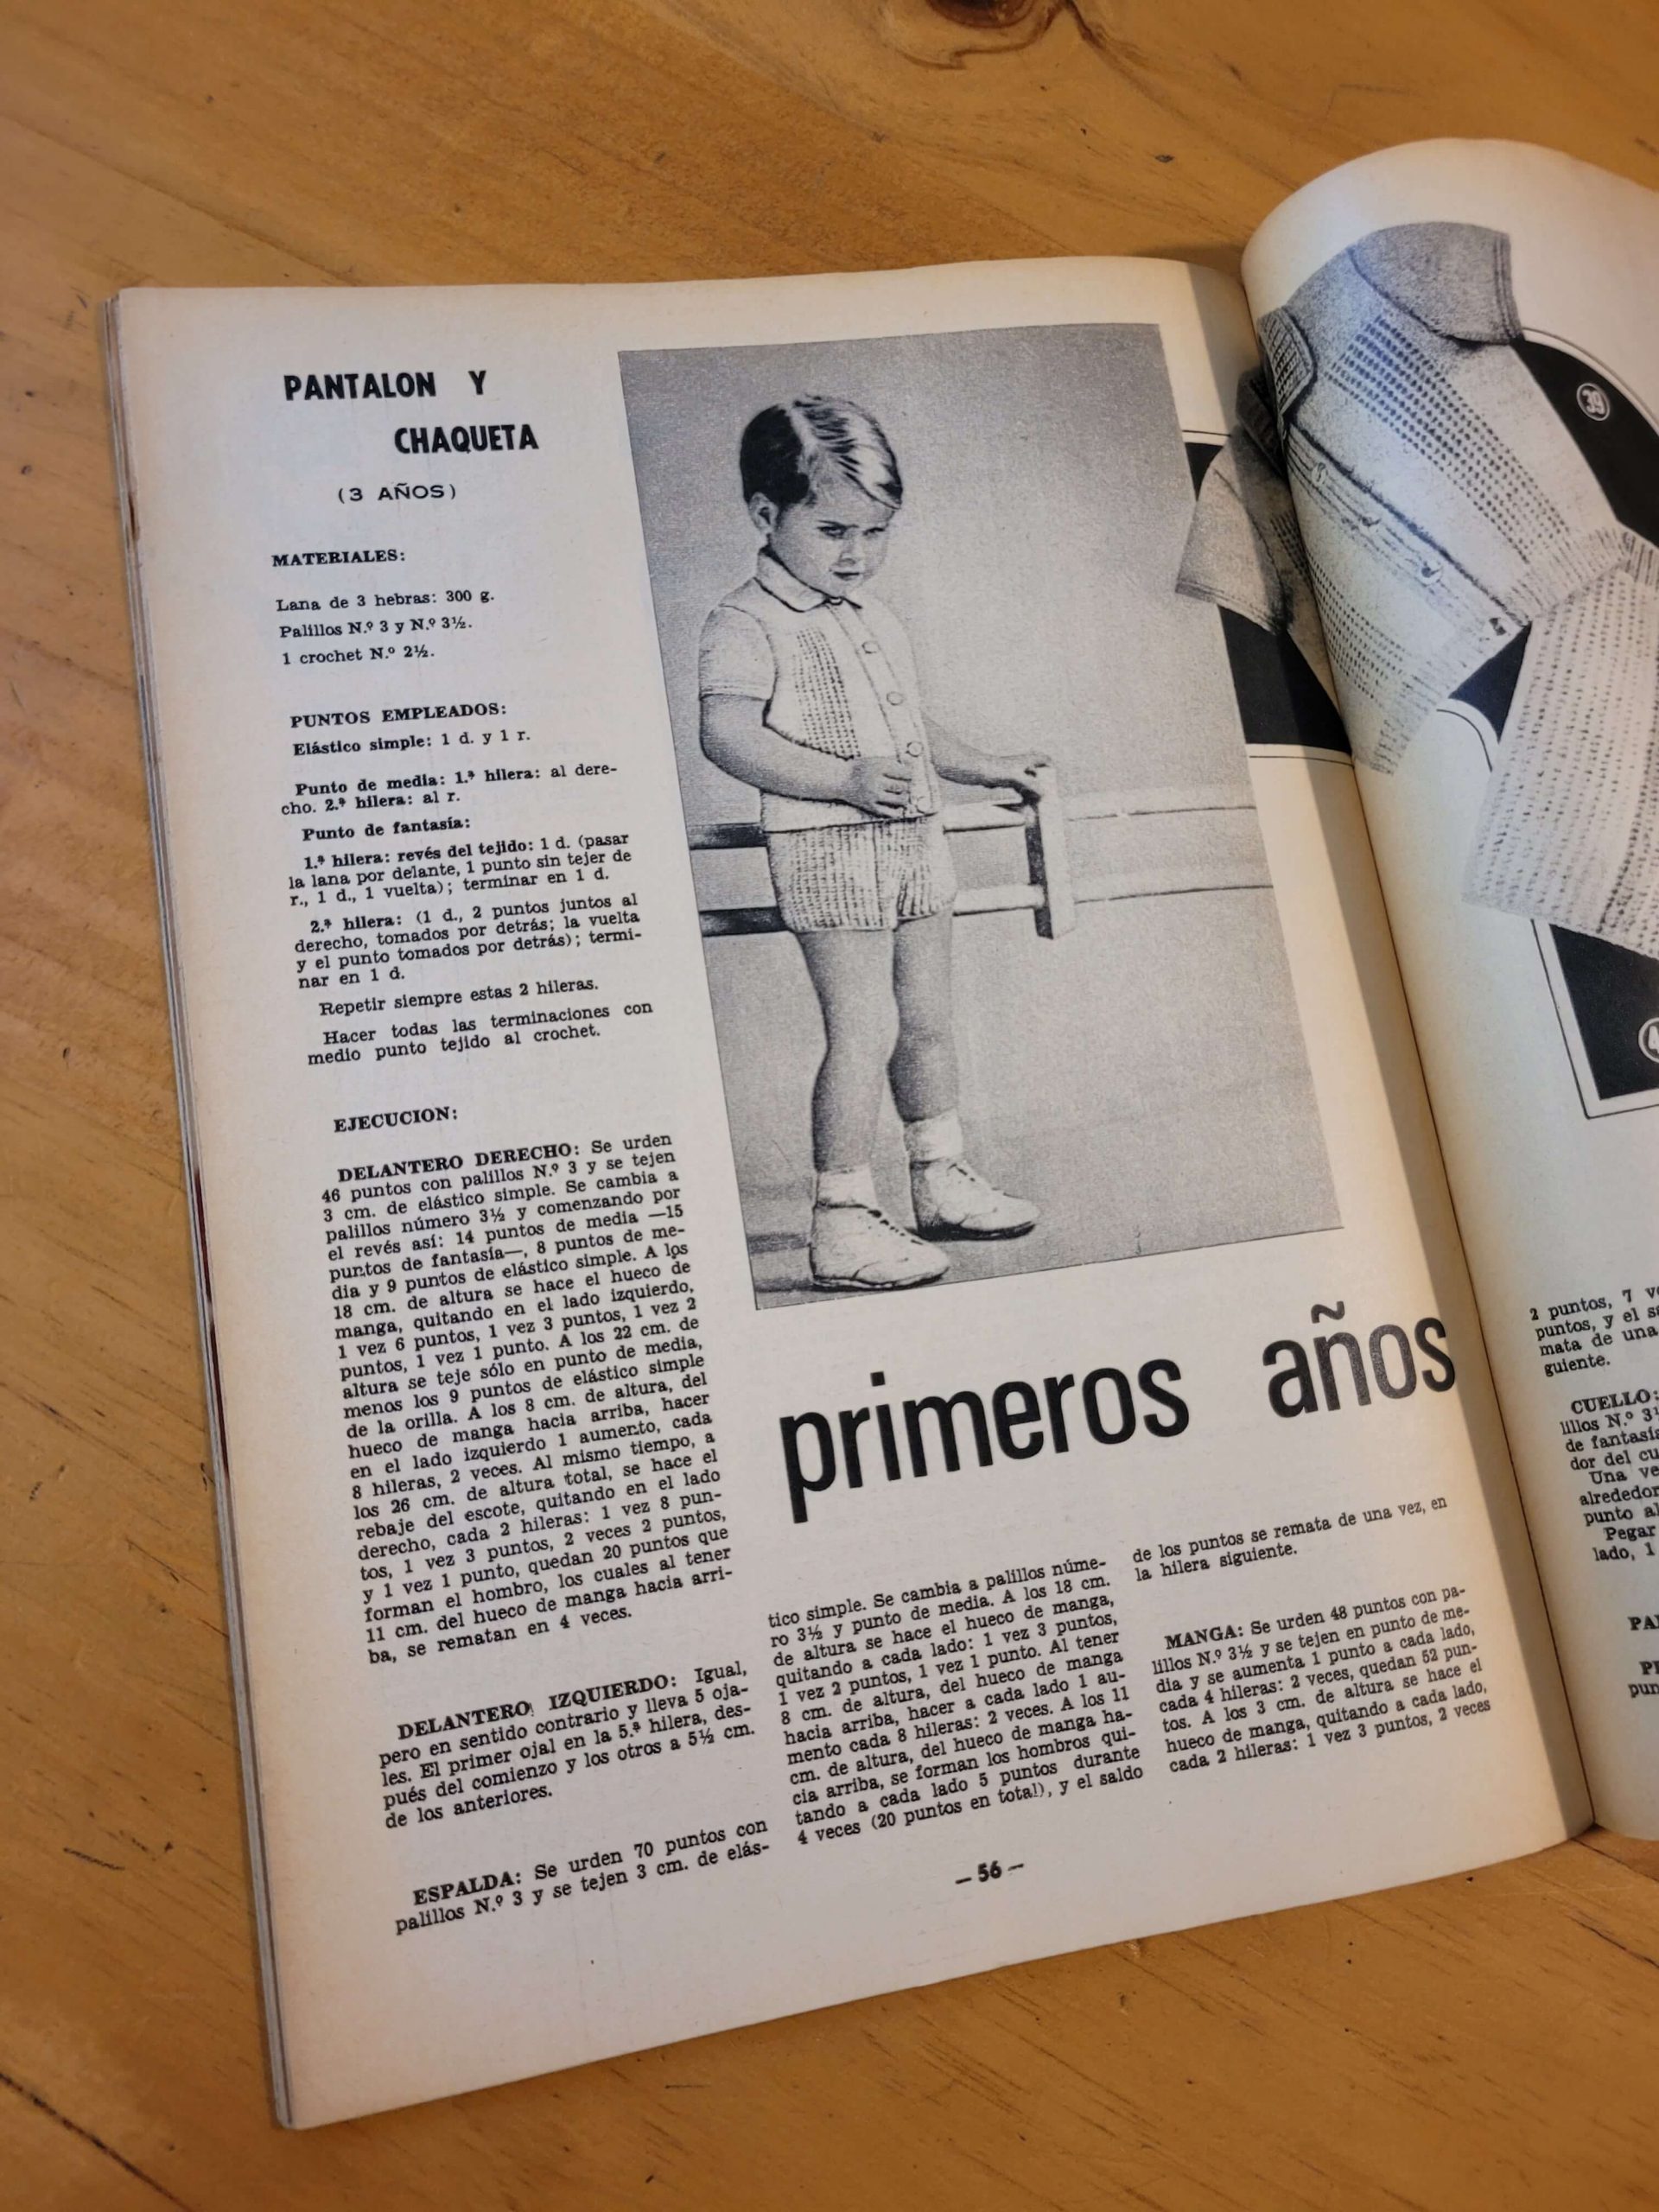 PANTALON Y
CHAQUETA
(3 AÑOS)
MATERIALES:
Lana de 3 hebras: 300 g.
Palillos N.º 3 y N.º 3½.
1 crochet N.º 2½.
PUNTOS EMPLEADOS:
Elástico simple: 1 d. y 1 r.
Punto de media: 1.ª hilera: al dere-
cho. 2.ª hilera: al r.
Punto de fantasía:
1.ª hilera: revés del tejido: 1 d. (pasar
la lana por delante, 1 punto sin tejer de
r., 1 d., 1 vuelta); terminar en 1 d.
2.ª hilera: (1 d., 2 puntos juntos al
derecho, tomados por detrás; la vuelta
y el punto tomados por detrás); termi-
nar en 1 d.
Repetir siempre estas 2 hileras.
Hacer todas las terminaciones con
medio punto tejido al crochet.
EJECUCION:
DELANTERO DERECHO: Se urden
46 puntos con palillos N.º 3 y se tejen
3 cm. de elástico simple. Se cambia a
palillos número 3½ y comenzando por
el revés así: 14 puntos de media —15
puntos de fantasía—, 8 puntos de me-
dia y 9 puntos de elástico simple. A los
18 cm. de altura se hace el hueco de
manga, quitando en el lado izquierdo,
1 vez 6 puntos, 1 vez 3 puntos, 1 vez 2
puntos, 1 vez 1 punto. A los 22 cm. de
altura se teje sólo en punto de media,
menos los 9 puntos de elástico simple
de la orilla. A los 8 cm. de altura, del
hueco de manga hacia arriba, hacer
en el lado izquierdo 1 aumento, cada
8 hileras, 2 veces. Al mismo tiempo, a
los 26 cm. de altura total, se hace el
rebaje del escote, quitando en el lado
derecho, cada 2 hileras: 1 vez 8 pun-
tos, 1 vez 3 puntos, 2 veces 2 puntos,
y 1 vez 1 punto, quedan 20 puntos que
forman el hombro, los cuales al tener
11 cm. del hueco de manga hacia arri-
ba, se rematan en 4 veces.
DELANTERO IZQUIERDO: Igual,
pero en sentido contrario y lleva 5 oja-
les. El primer ojal en la 5.ª hilera, des-
pués del comienzo y los otros a 5½ cm.
de los anteriores.
ESPALDA: Se urden 70 puntos con
palillos N.º 3 y se tejen 3 cm. de elás-
primeros años
tico simple. Se cambia a palillos núme-
ro 3½ y punto de media. A los 18 cm.
de altura se hace el hueco de manga,
quitando a cada lado: 1 vez 3 puntos,
1 vez 2 puntos, 1 vez 1 punto. Al tener
8 cm. de altura, del hueco de manga
hacia arriba, hacer a cada lado 1 au-
mento cada 8 hileras: 2 veces. A los 11
cm. de altura, del hueco de manga ha-
cia arriba, se forman los hombros qui-
tando a cada lado 5 puntos durante
4 veces (20 puntos en total), y el saldo
de los puntos se remata de una vez, en
la hilera siguiente.
MANGA: Se urden 48 puntos con pa-
lillos N.º 3½ y se tejen en punto de me-
dia y se aumenta 1 punto a cada lado,
cada 4 hileras: 2 veces, quedan 52 pun-
tos. A los 3 cm. de altura se hace el
hueco de manga, quitando a cada lado,
cada 2 hileras: 1 vez 3 puntos, 2 veces
— 56 —
39
4
2 puntos, 7
puntos, y el
mata de una
guiente.
CUELLO:
lillos N.º
de fantasía
dor del
Una
alrededor
punto
Pegar
lado, 1